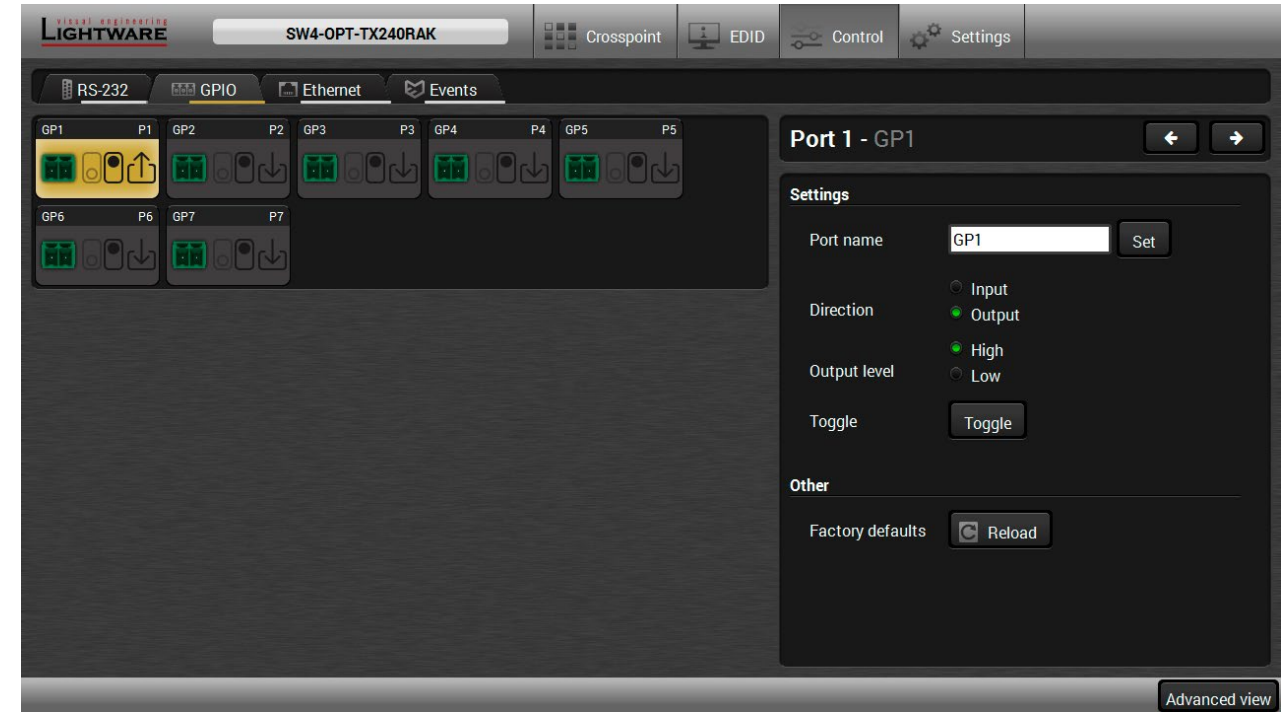 visual engineering
LIGHTWARE
SW4-OPT-TX240RAK
Crosspoint
EDID
Control
Settings
RS-232
GPIO
Ethernet
Events
GP1 P1
GP2 P2
GP3 P3
GP4 P4
GP5 P5
GP6 P6
GP7 P7
Port 1 - GP1
Settings
Port name
GP1
Set
Direction
Input
Output
Output level
High
Low
Toggle
Toggle
Other
Factory defaults
Reload
Advanced view